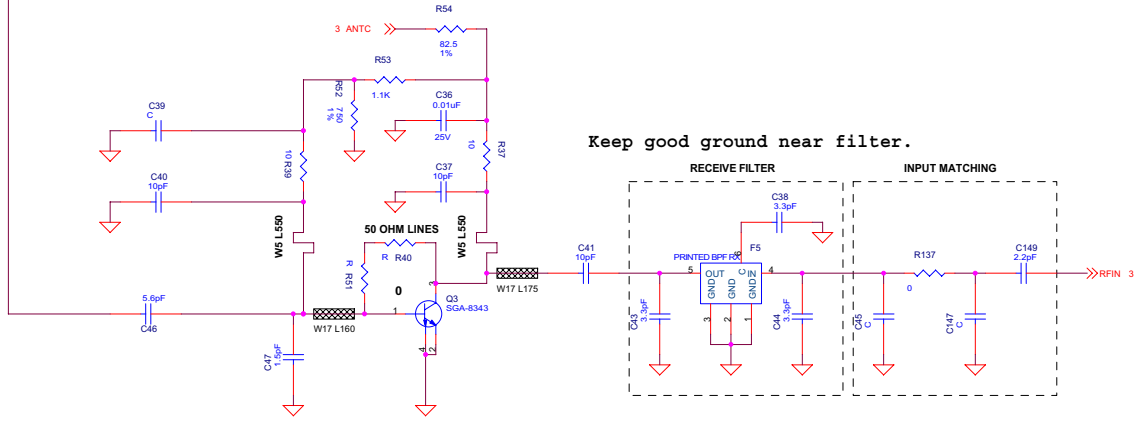 R54
3 ANTC
82.5
1%
R53
1.1K
R52
750
1%
C36
0.01uF
25V
C39
C
10 R39
R37
10
C40
10pF
C37
10pF
W5 L550
50 OHM LINES
W5 L550
R R40
R R51
0
3
Q3
SGA-8343
1
4
2
5.6pF
C46
W17 L160
C47
1.5pF
W17 L175
C41
10pF
Keep good ground near filter.
RECEIVE FILTER
INPUT MATCHING
C38
3.3pF
6
F5
PRINTED BPF RX
5
OUT
C
IN
4
GND
GND
GND
3
2
1
C43
3.3pF
C44
3.3pF
R137
0
C149
2.2pF
RFIN 3
C45
C
C147
C